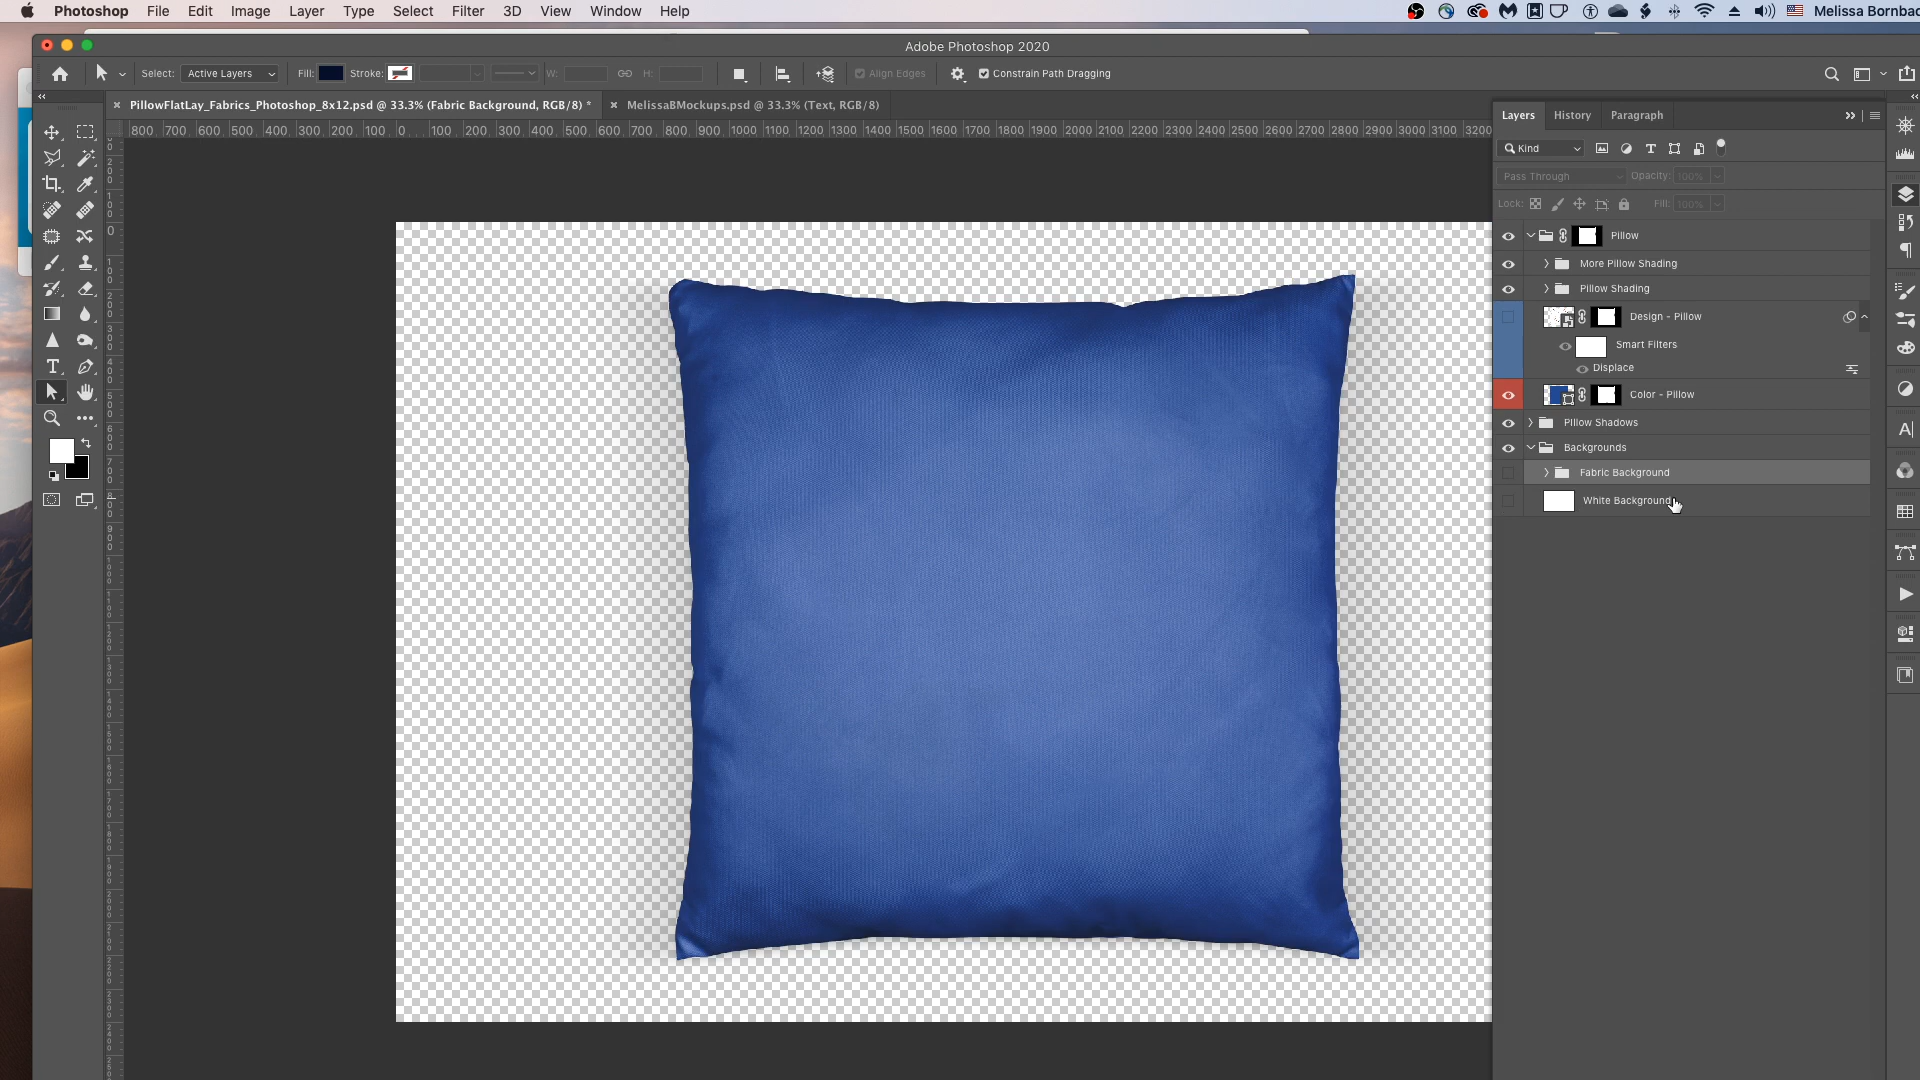 Photoshop File Edit Image Layer Type Select Filter 3D View Window Help Melissa Bornbac
Adobe Photoshop 2020
Select: Active Layers Fill: Stroke: W: H: Align Edges Constrain Path Dragging
PillowFlatLay_Fabrics_Photoshop_8x12.psd @ 33.3% (Fabric Background, RGB/8) * MelissaBMockups.psd @ 33.3% (Text, RGB/8)
800 700 600 500 400 300 200 100 0 100 200 300 400 500 600 700 800 900 1000 1100 1200 1300 1400 1500 1600 1700 1800 1900 2000 2100 2200 2300 2400 2500 2600 2700 2800 2900 3000 3100 3200
Layers History Paragraph
Kind
Pass Through Opacity: 100%
Lock: Fill: 100%
Pillow
More Pillow Shading
Pillow Shading
Design - Pillow
Smart Filters
Displace
Color - Pillow
Pillow Shadows
Backgrounds
Fabric Background
White Background